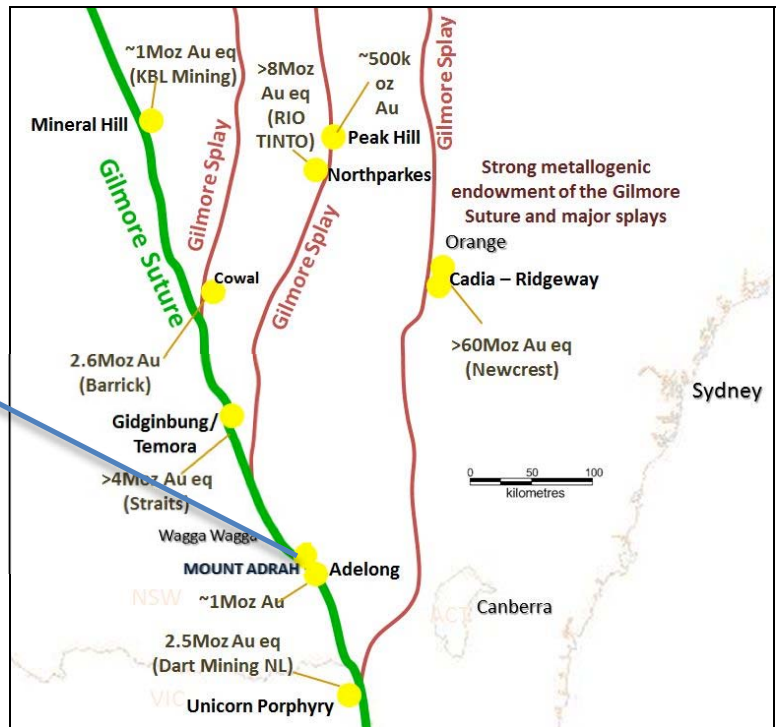 ~1Moz Au eq
(KBL Mining)
Mineral Hill
>8Moz
Au eq
(RIO
TINTO)
~500k
oz
Au
Peak Hill
Northparkes
Gilmore Splay
Gilmore Splay
Gilmore Splay
Gilmore Suture
Strong metallogenic
endowment of the Gilmore
Suture and major splays
Orange
Cadia – Ridgeway
>60Moz Au eq
(Newcrest)
Cowal
2.6Moz Au
(Barrick)
Sydney
Gidginbung/
Temora
>4Moz Au eq
(Straits)
0 50 100
kilometres
Wagga Wagga
MOUNT ADRAH
Adelong
~1Moz Au
NSW
ACT
Canberra
2.5Moz Au eq
(Dart Mining NL)
VIC
Unicorn Porphyry